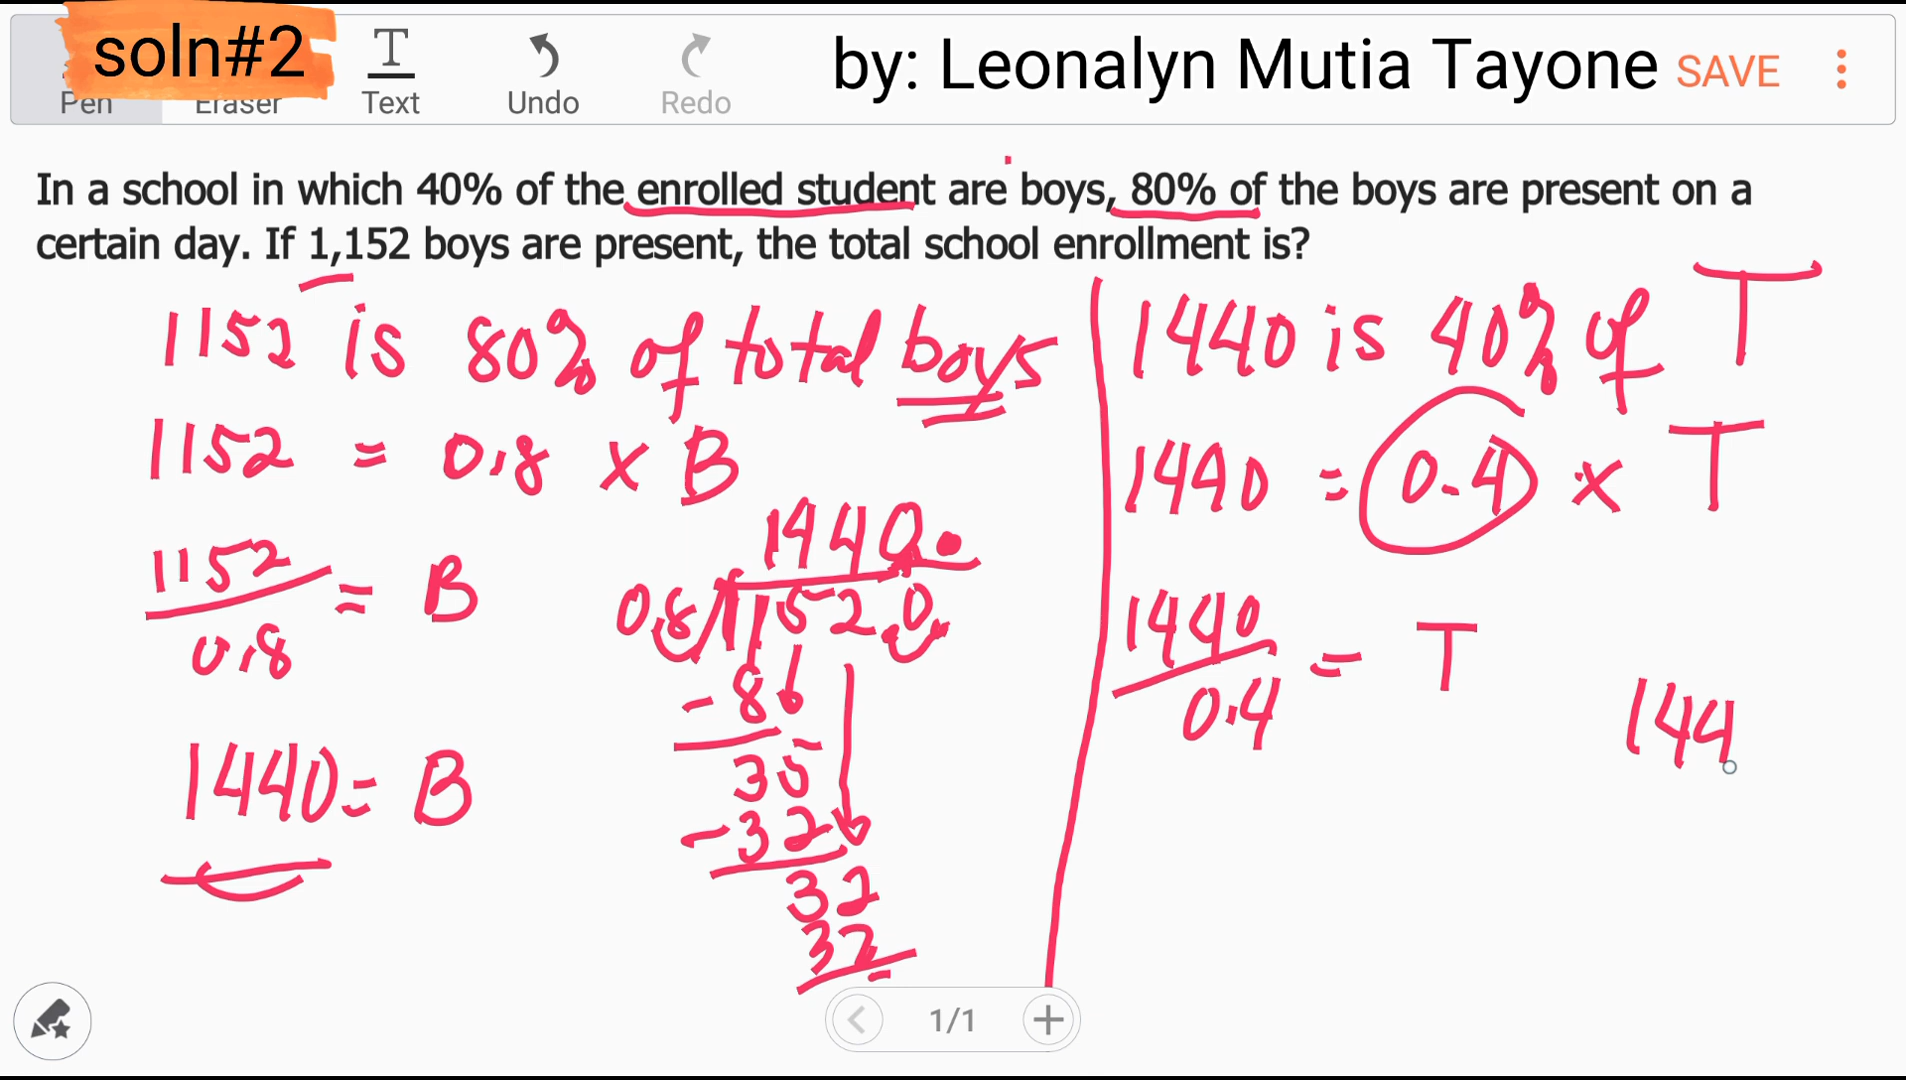 soln#2
by: Leonalyn Mutia Tayone
SAVE
Pen
Eraser
Text
Undo
Redo
In a school in which 40% of the enrolled student are boys, 80% of the boys are present on a
certain day. If 1,152 boys are present, the total school enrollment is?
1152 is 80% of total boys
1152 = 0.8 x B
1152
0.8
= B
1440 = B
1440.
0.8 1152.0
- 8
35
- 32
32
32
1440 is 40% of T
1440 = 0.4 x T
1440
0.4
= T
144
1/1